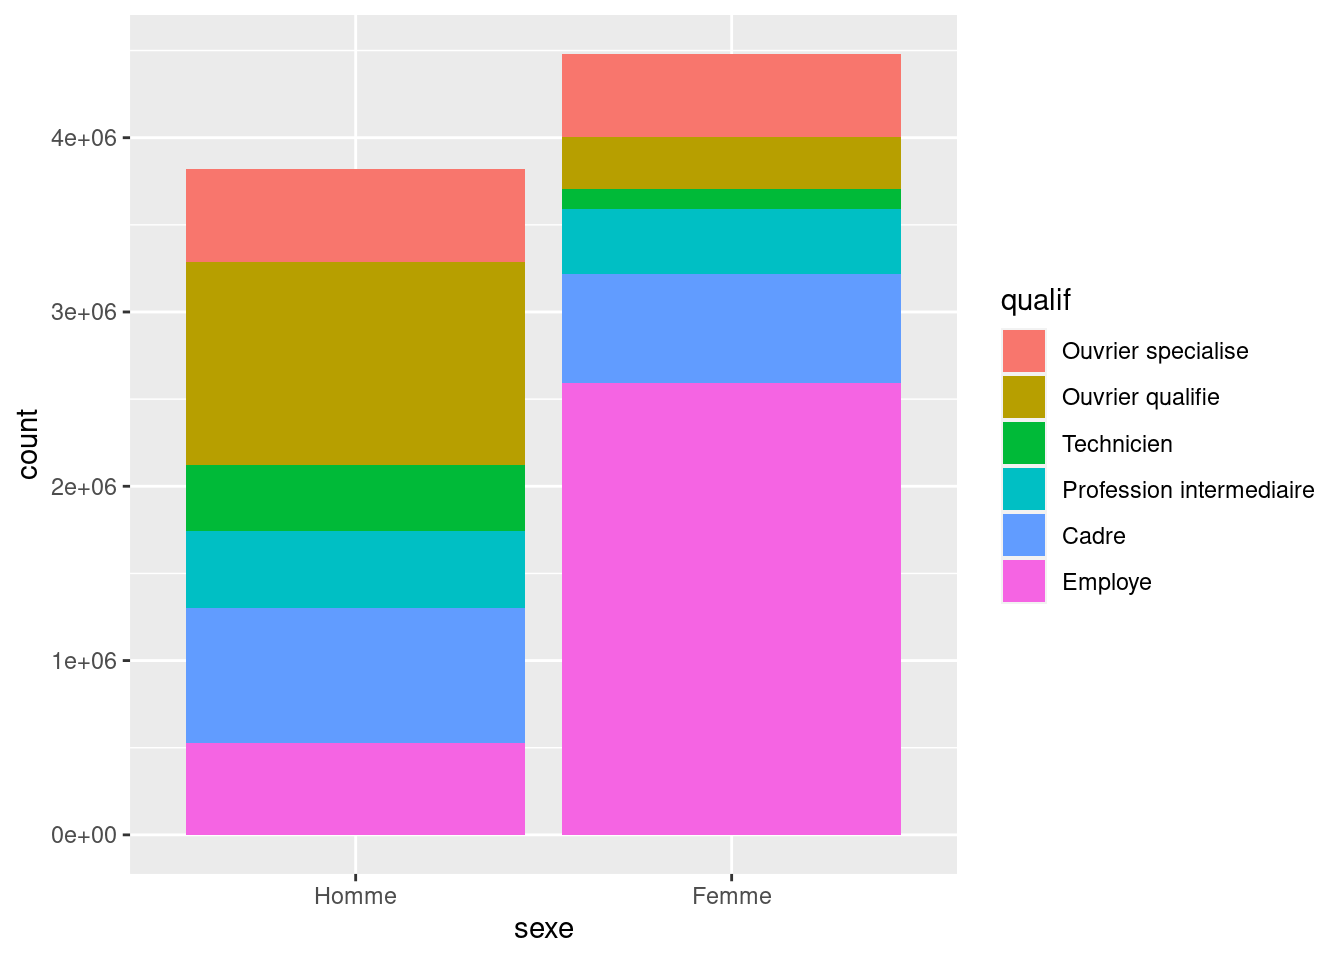 4e+06
3e+06
2e+06
1e+06
0e+00
count
Homme
Femme
sexe
qualif
Ouvrier specialise
Ouvrier qualifie
Technicien
Profession intermediaire
Cadre
Employe